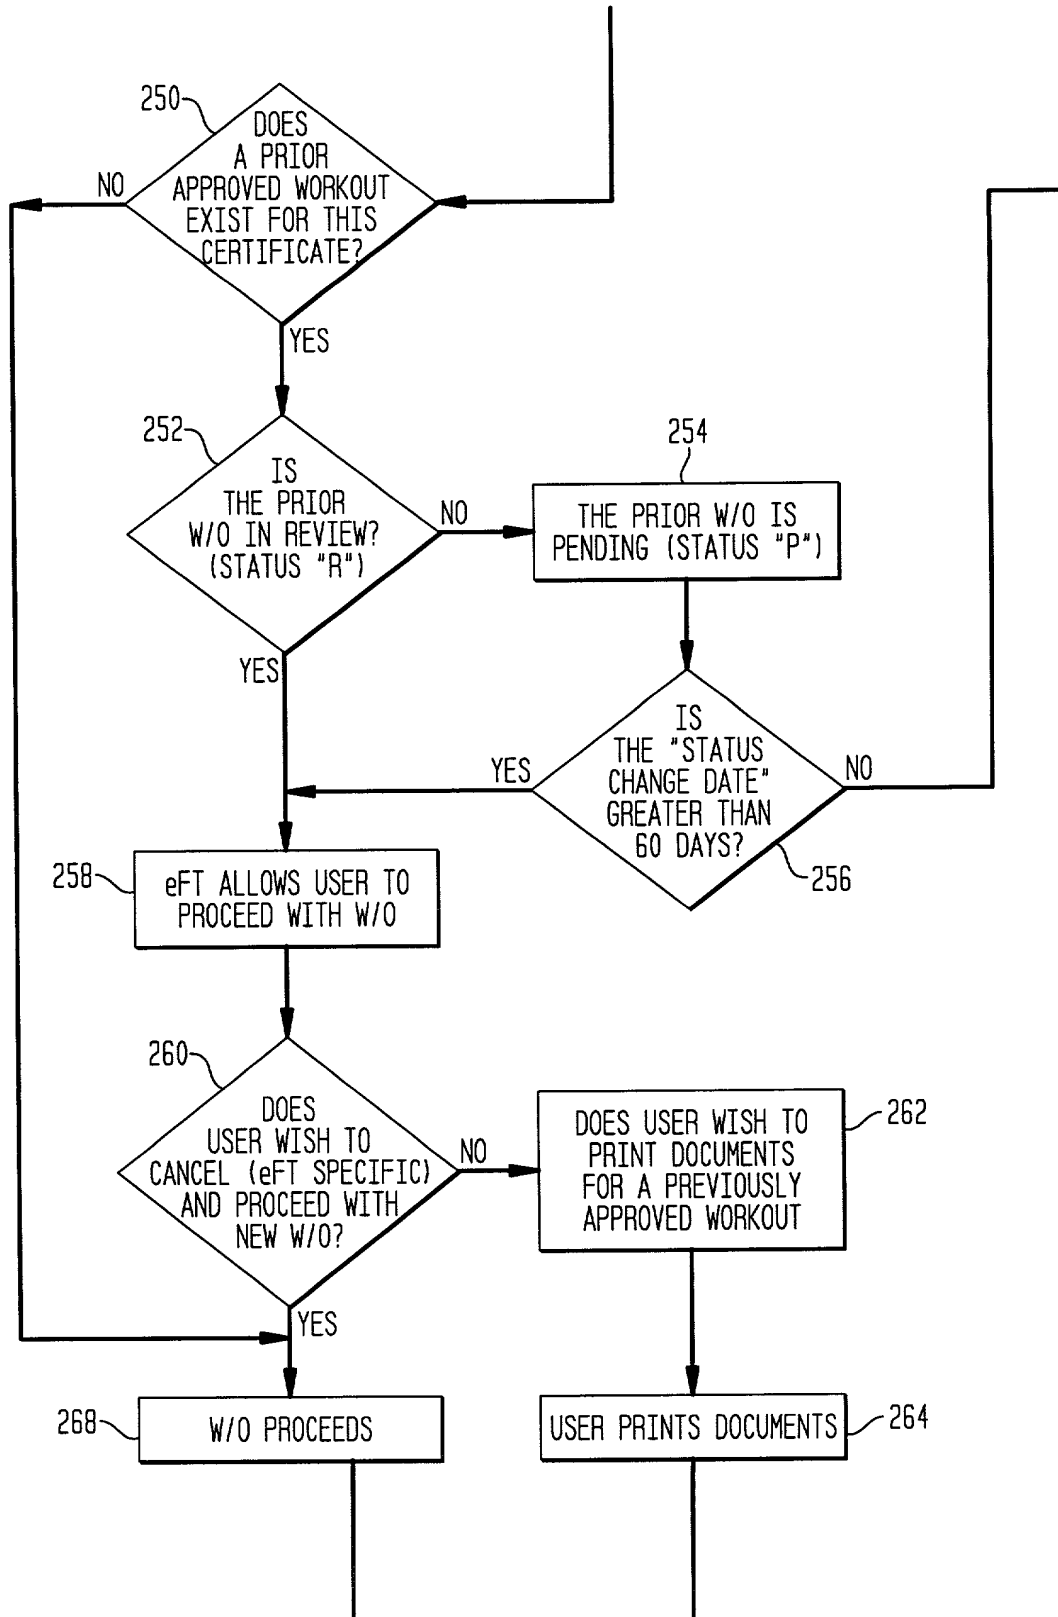 250
DOES
A PRIOR
APPROVED WORKOUT
EXIST FOR THIS
CERTIFICATE?
NO
YES
252
IS
THE PRIOR
W/O IN REVIEW?
(STATUS "R")
NO
YES
254
THE PRIOR W/O IS
PENDING (STATUS "P")
IS
THE "STATUS
CHANGE DATE"
GREATER THAN
60 DAYS?
YES
NO
256
258
eFT ALLOWS USER TO
PROCEED WITH W/O
260
DOES
USER WISH TO
CANCEL (eFT SPECIFIC)
AND PROCEED WITH
NEW W/O?
NO
YES
DOES USER WISH TO
PRINT DOCUMENTS
FOR A PREVIOUSLY
APPROVED WORKOUT
262
268
W/O PROCEEDS
USER PRINTS DOCUMENTS
264